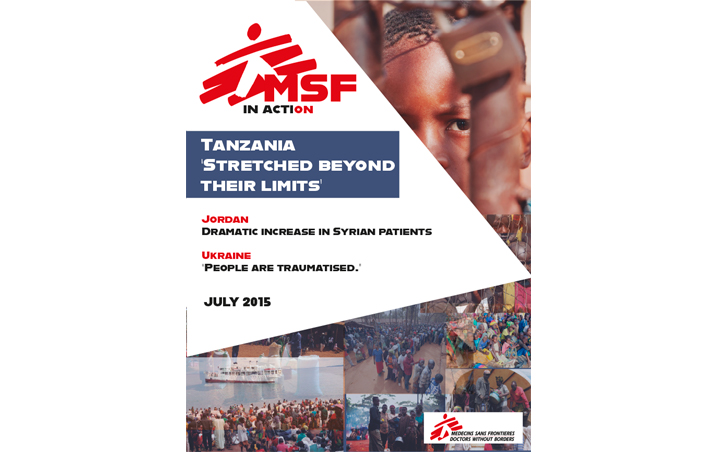 MSF
IN ACTION
TANZANIA
'STRETCHED BEYOND
THEIR LIMITS'
JORDAN
DRAMATIC INCREASE IN SYRIAN PATIENTS
UKRAINE
'PEOPLE ARE TRAUMATISED.'
JULY 2015
MEDECINS SANS FRONTIERES
DOCTORS WITHOUT BORDERS